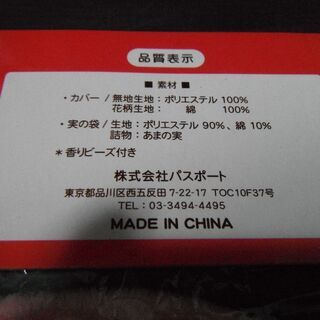 品質表示
■ 素材 ■
・カバー / 無地生地：ポリエステル 100%
花柄生地： 綿 100%
・実の袋 / 生地：ポリエステル 90%、綿 10%
詰物：あまの実
＊香りビーズ付き
株式会社パスポート
東京都品川区西五反田 7-22-17 TOC10F37号
TEL : 03-3494-4495
MADE IN CHINA